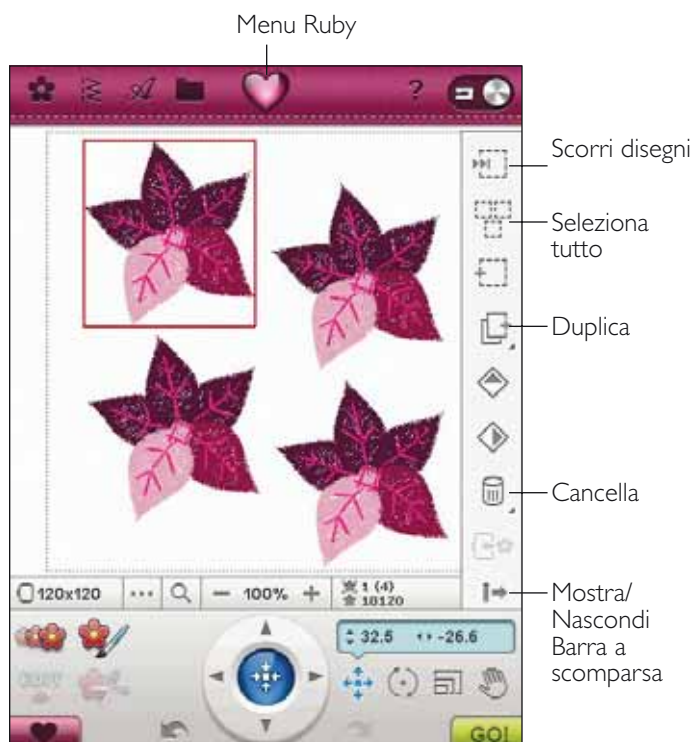 Menu Ruby
?
Scorri disegni
Seleziona
tutto
Duplica
Cancella
Mostra/
Nascondi
Barra a
scomparsa
120x120 ... − 100% + 1 (4)
10120
32.5 -26.6
GO!